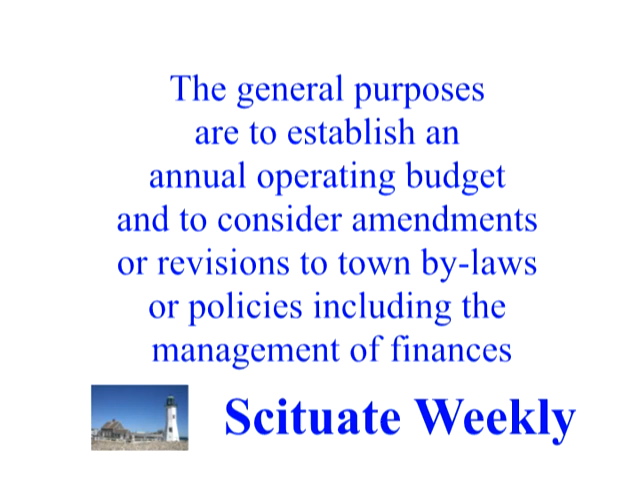 The general purposes
are to establish an
annual operating budget
and to consider amendments
or revisions to town by-laws
or policies including the
management of finances
Scituate Weekly